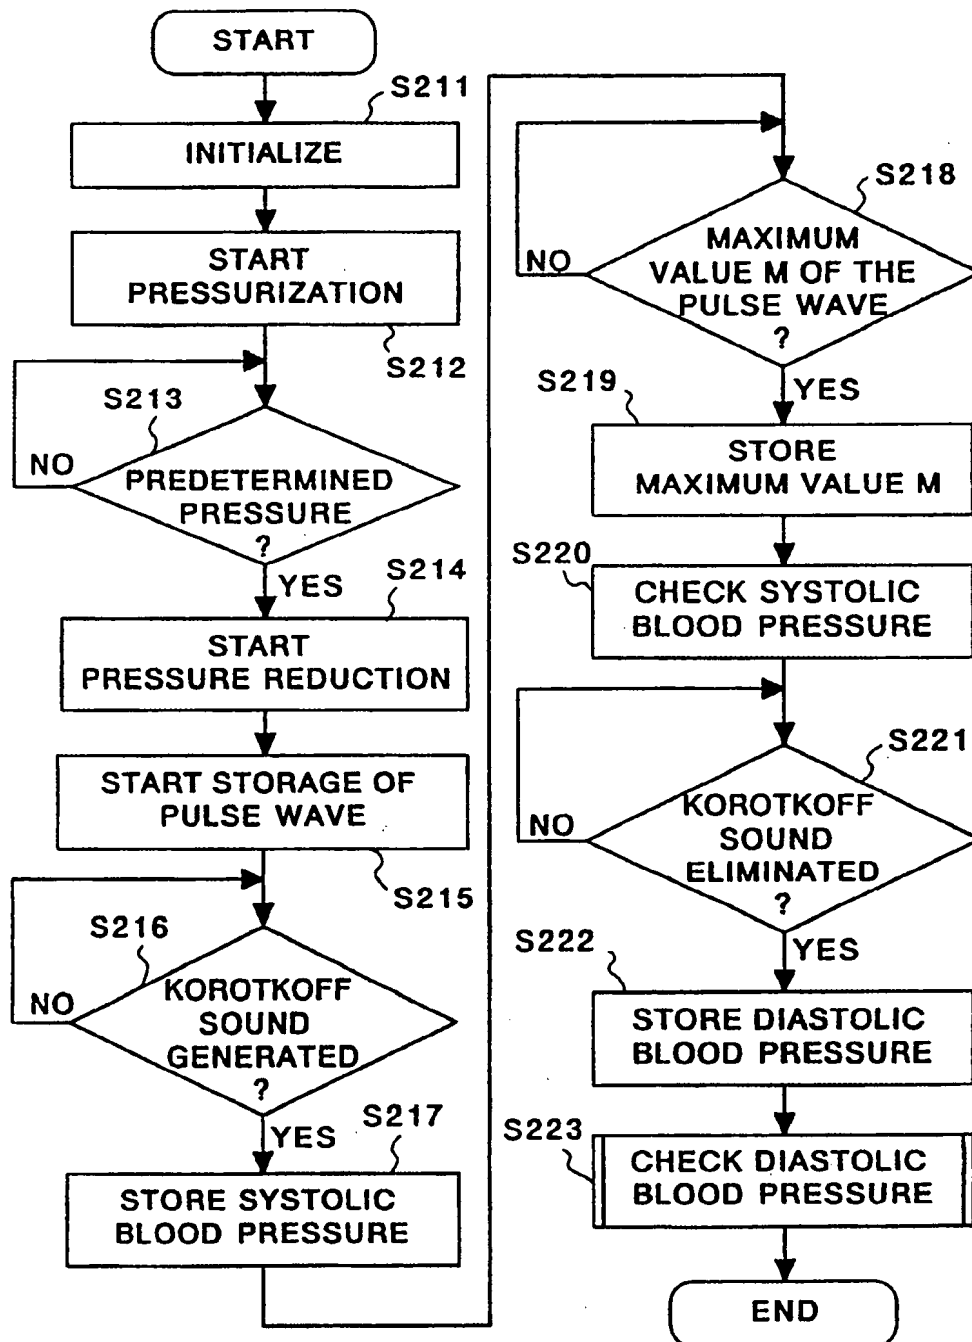 START
S211
INITIALIZE
START
PRESSURIZATION
S212
S213
NO
PREDETERMINED
PRESSURE
?
YES
S214
START
PRESSURE REDUCTION
START STORAGE OF
PULSE WAVE
S215
S216
NO
KOROTKOFF
SOUND
GENERATED
?
YES
S217
STORE SYSTOLIC
BLOOD PRESSURE
S218
NO
MAXIMUM
VALUE M OF THE
PULSE WAVE
?
YES
S219
STORE
MAXIMUM VALUE M
S220
CHECK SYSTOLIC
BLOOD PRESSURE
S221
NO
KOROTKOFF
SOUND
ELIMINATED
?
YES
S222
STORE DIASTOLIC
BLOOD PRESSURE
S223
CHECK DIASTOLIC
BLOOD PRESSURE
END